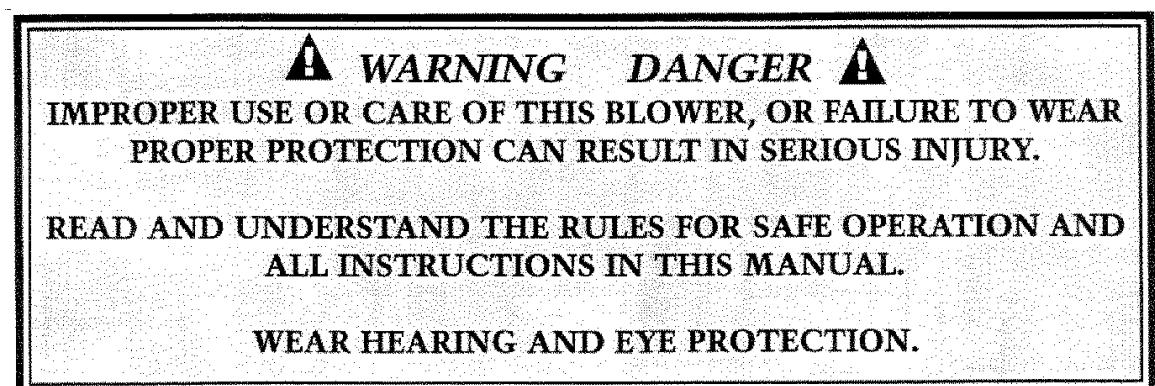 WARNING DANGER
IMPROPER USE OR CARE OF THIS BLOWER, OR FAILURE TO WEAR
PROPER PROTECTION CAN RESULT IN SERIOUS INJURY.
READ AND UNDERSTAND THE RULES FOR SAFE OPERATION AND
ALL INSTRUCTIONS IN THIS MANUAL.
WEAR HEARING AND EYE PROTECTION.